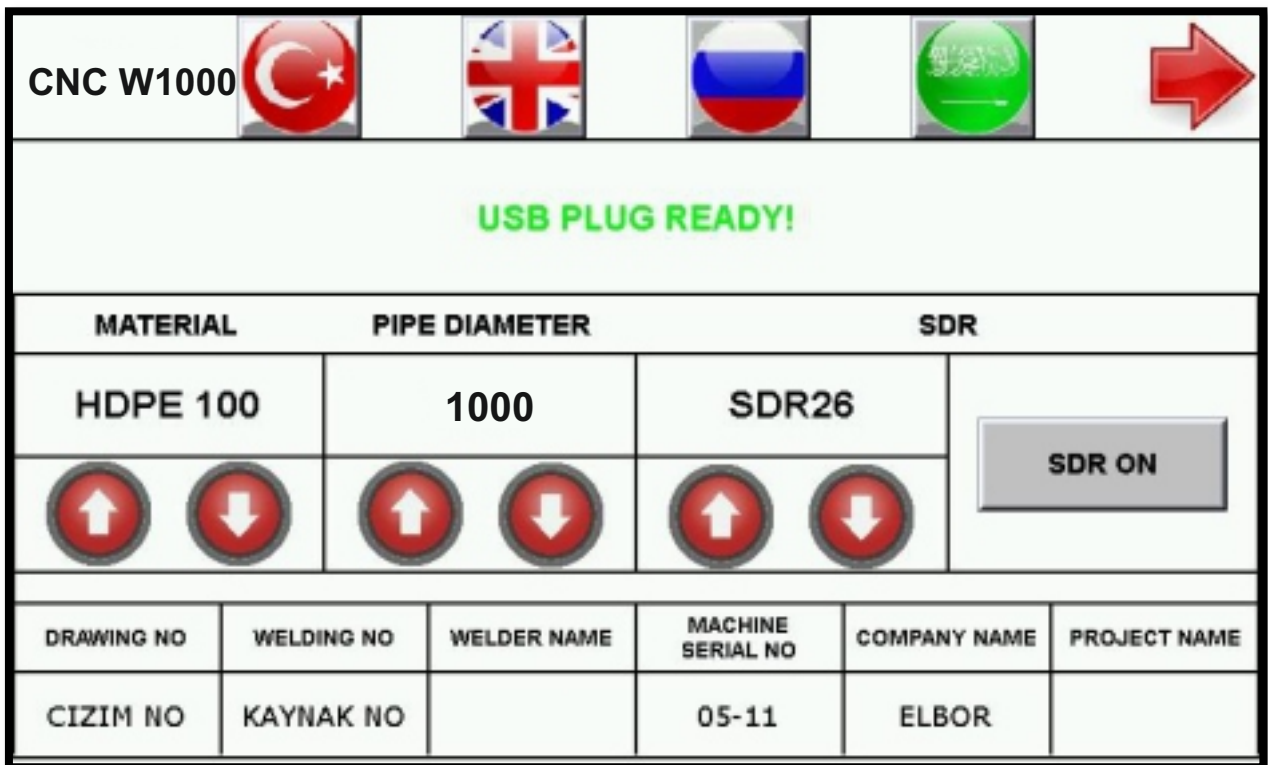 CNC W1000
USB PLUG READY!
MATERIAL PIPE DIAMETER SDR
HDPE 100 1000 SDR26
SDR ON
DRAWING NO WELDING NO WELDER NAME MACHINE SERIAL NO COMPANY NAME PROJECT NAME
CIZIM NO KAYNAK NO 05-11 ELBOR